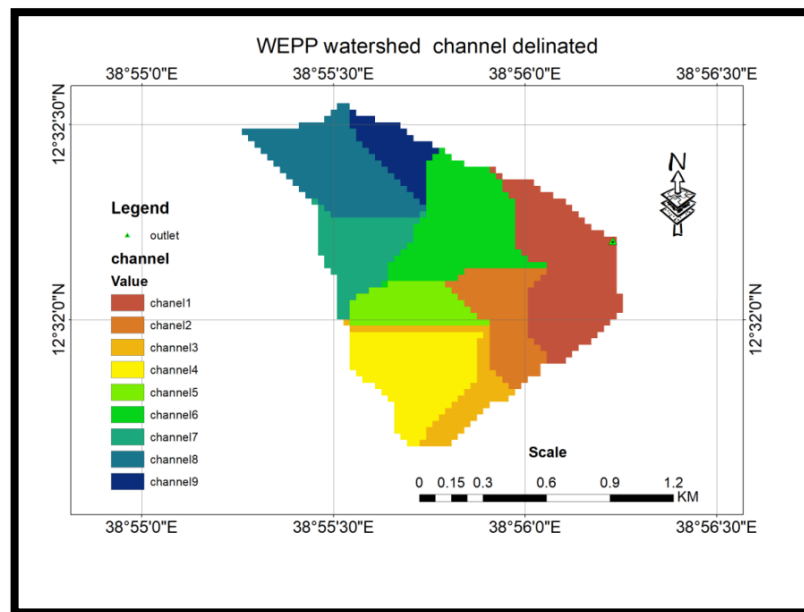 WEPP watershed channel delinated
38°55'0"E 38°55'30"E 38°56'0"E 38°56'30"E
12°32'30"N 12°32'30"N
N
Legend
outlet
channel
Value
chanel1
chanel2
channel3
channel4
channel5
channel6
channel7
channel8
channel9
12°32'0"N 12°32'0"N
Scale
0 0.15 0.3 0.6 0.9 1.2
KM
38°55'0"E 38°55'30"E 38°56'0"E 38°56'30"E